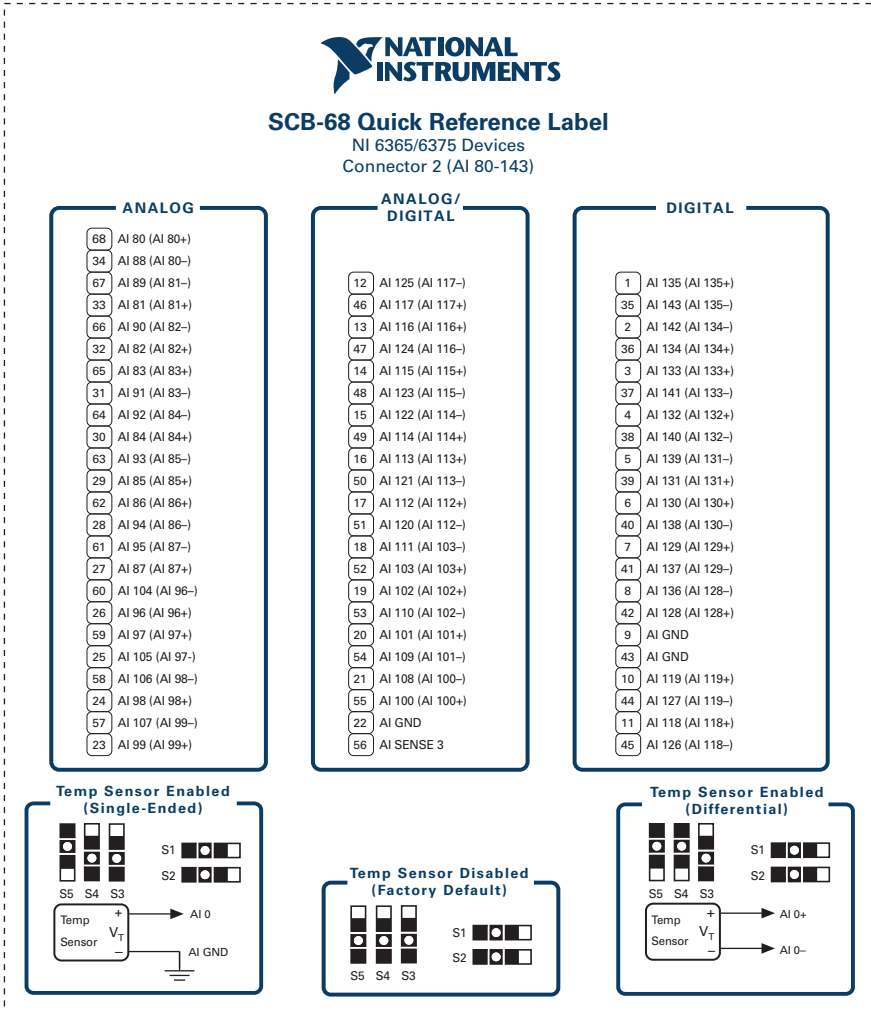 NATIONAL
INSTRUMENTS
SCB-68 Quick Reference Label
NI 6365/6375 Devices
Connector 2 (AI 80-143)
ANALOG
68 AI 80 (AI 80+)
34 AI 88 (AI 80–)
67 AI 89 (AI 81–)
33 AI 81 (AI 81+)
66 AI 90 (AI 82–)
32 AI 82 (AI 82+)
65 AI 83 (AI 83+)
31 AI 91 (AI 83–)
64 AI 92 (AI 84–)
30 AI 84 (AI 84+)
63 AI 93 (AI 85–)
29 AI 85 (AI 85+)
62 AI 86 (AI 86+)
28 AI 94 (AI 86–)
61 AI 95 (AI 87–)
27 AI 87 (AI 87+)
60 AI 104 (AI 96–)
26 AI 96 (AI 96+)
59 AI 97 (AI 97+)
25 AI 105 (AI 97-)
58 AI 106 (AI 98–)
24 AI 98 (AI 98+)
57 AI 107 (AI 99–)
23 AI 99 (AI 99+)
ANALOG/
DIGITAL
12 AI 125 (AI 117–)
46 AI 117 (AI 117+)
13 AI 116 (AI 116+)
47 AI 124 (AI 116–)
14 AI 115 (AI 115+)
48 AI 123 (AI 115–)
15 AI 122 (AI 114–)
49 AI 114 (AI 114+)
16 AI 113 (AI 113+)
50 AI 121 (AI 113–)
17 AI 112 (AI 112+)
51 AI 120 (AI 112–)
18 AI 111 (AI 103–)
52 AI 103 (AI 103+)
19 AI 102 (AI 102+)
53 AI 110 (AI 102–)
20 AI 101 (AI 101+)
54 AI 109 (AI 101–)
21 AI 108 (AI 100–)
55 AI 100 (AI 100+)
22 AI GND
56 AI SENSE 3
DIGITAL
1 AI 135 (AI 135+)
35 AI 143 (AI 135–)
2 AI 142 (AI 134–)
36 AI 134 (AI 134+)
3 AI 133 (AI 133+)
37 AI 141 (AI 133–)
4 AI 132 (AI 132+)
38 AI 140 (AI 132–)
5 AI 139 (AI 131–)
39 AI 131 (AI 131+)
6 AI 130 (AI 130+)
40 AI 138 (AI 130–)
7 AI 129 (AI 129+)
41 AI 137 (AI 129–)
8 AI 136 (AI 128–)
42 AI 128 (AI 128+)
9 AI GND
43 AI GND
10 AI 119 (AI 119+)
44 AI 127 (AI 119–)
11 AI 118 (AI 118+)
45 AI 126 (AI 118–)
Temp Sensor Enabled
(Single-Ended)
S1
S2
S5 S4 S3
Temp
Sensor
+
VT
–
AI 0
AI GND
Temp Sensor Disabled
(Factory Default)
S1
S2
S5 S4 S3
Temp Sensor Enabled
(Differential)
S1
S2
S5 S4 S3
Temp
Sensor
+
VT
–
AI 0+
AI 0–